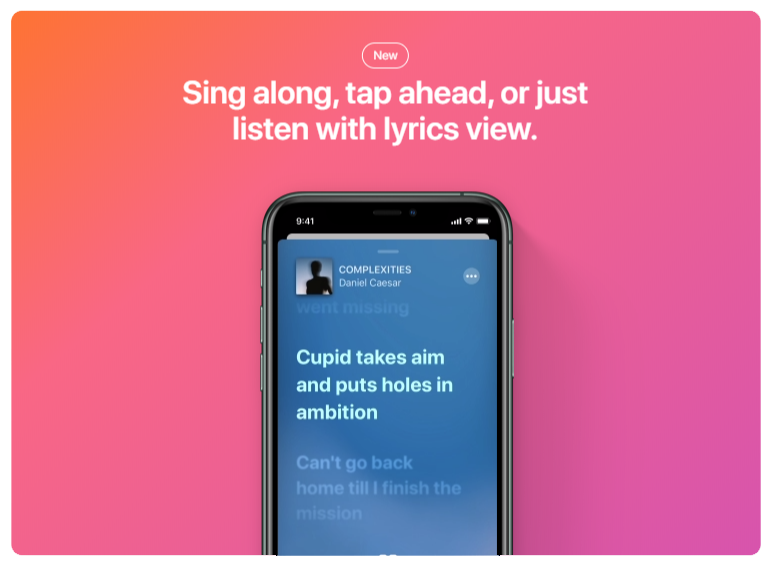 New
Sing along, tap ahead, or just
listen with lyrics view.
9:41
COMPLEXITIES
Daniel Caesar
went missing
Cupid takes aim
and puts holes in
ambition
Can't go back
home till I finish the
mission